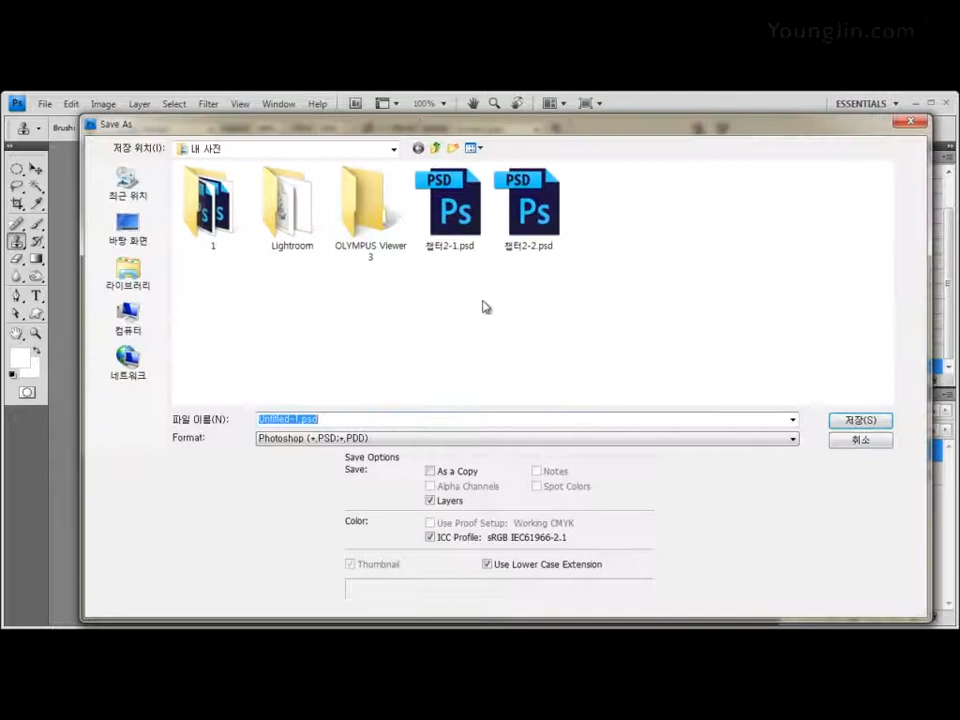 YoungJin.com
Ps File Edit Image Layer Select Filter View Window Help Br 100% ESSENTIALS
Brush:
Ps Save As
저장 위치(I): 내 사진
최근 위치
바탕 화면
라이브러리
컴퓨터
네트워크
1
Lightroom
OLYMPUS Viewer
3
PSD
Ps
챕터2-1.psd
PSD
Ps
챕터2-2.psd
파일 이름(N): Untitled-1.psd 저장(S)
Format: Photoshop (*.PSD;*.PDD) 취소
Save Options
Save: As a Copy Notes
Alpha Channels Spot Colors
Layers
Color: Use Proof Setup: Working CMYK
ICC Profile: sRGB IEC61966-2.1
Thumbnail Use Lower Case Extension